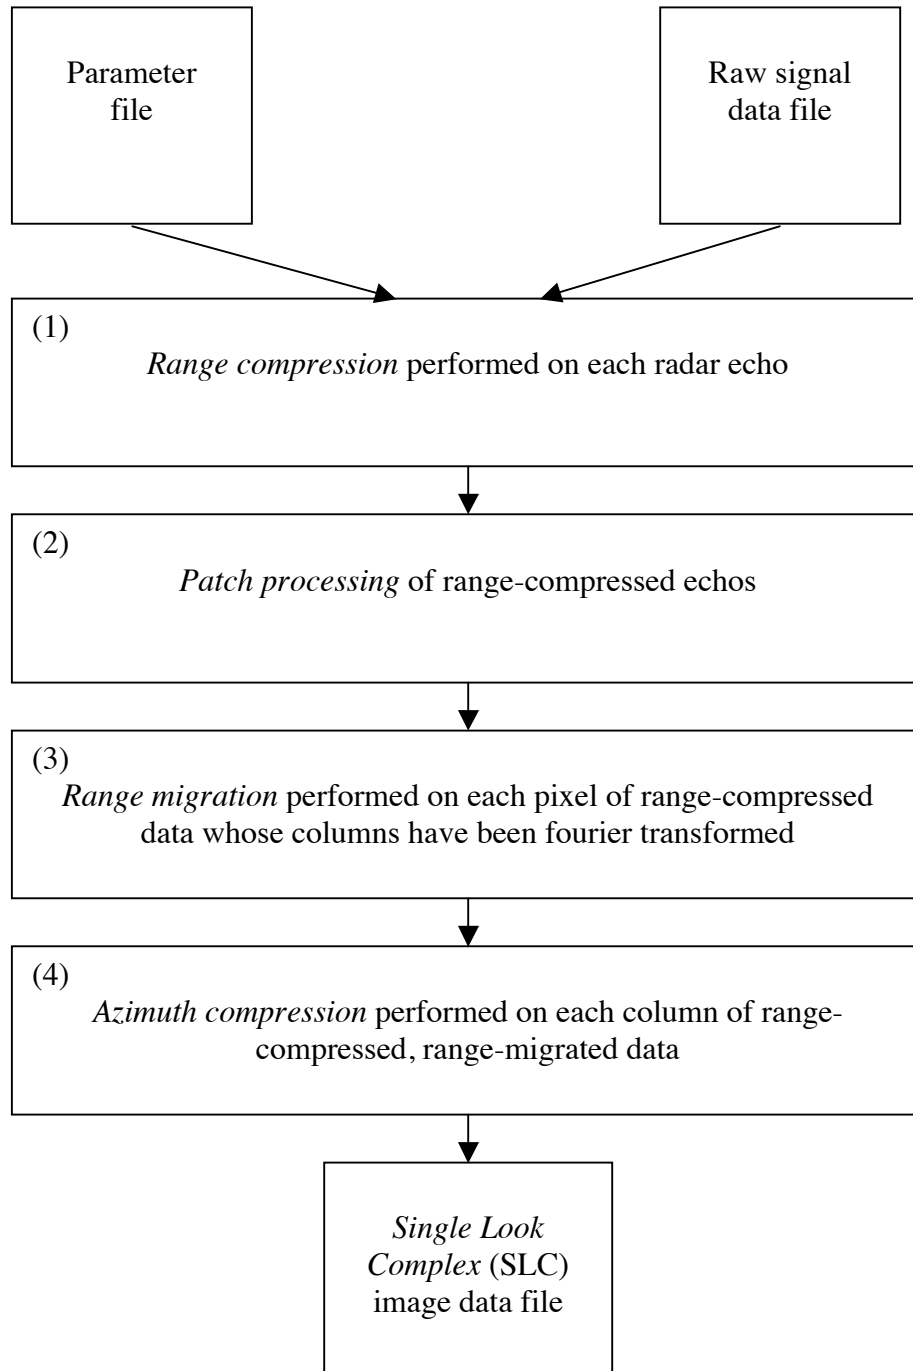 Parameter
file
Raw signal
data file
(1)
Range compression performed on each radar echo
(2)
Patch processing of range-compressed echos
(3)
Range migration performed on each pixel of range-compressed
data whose columns have been fourier transformed
(4)
Azimuth compression performed on each column of range-
compressed, range-migrated data
Single Look
Complex (SLC)
image data file